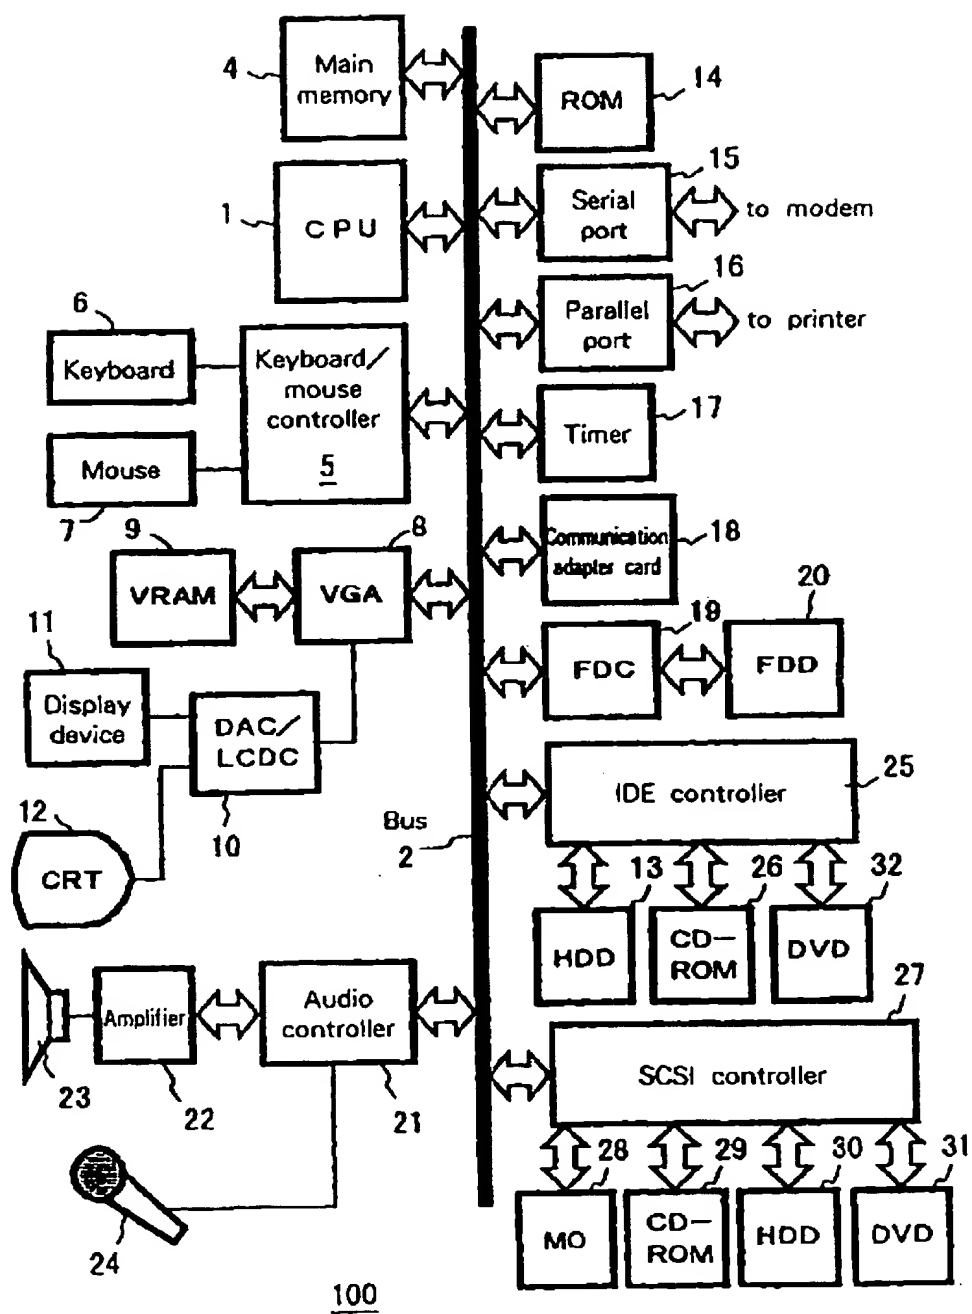 4
Main
memory
ROM
14
1
CPU
15
Serial
port
to modem
16
Parallel
port
to printer
6
Keyboard
Keyboard/
mouse
controller
5
Mouse
7
Timer
17
Communication
adapter card
18
9
VRAM
8
VGA
19
FDC
20
FDD
11
Display
device
DAC/
LCDC
10
12
CRT
Bus
2
IDE controller
25
13
HDD
26
CD-
ROM
32
DVD
23
Amplifier
22
Audio
controller
21
27
SCSI controller
24
28
MO
29
CD-
ROM
30
HDD
31
DVD
100